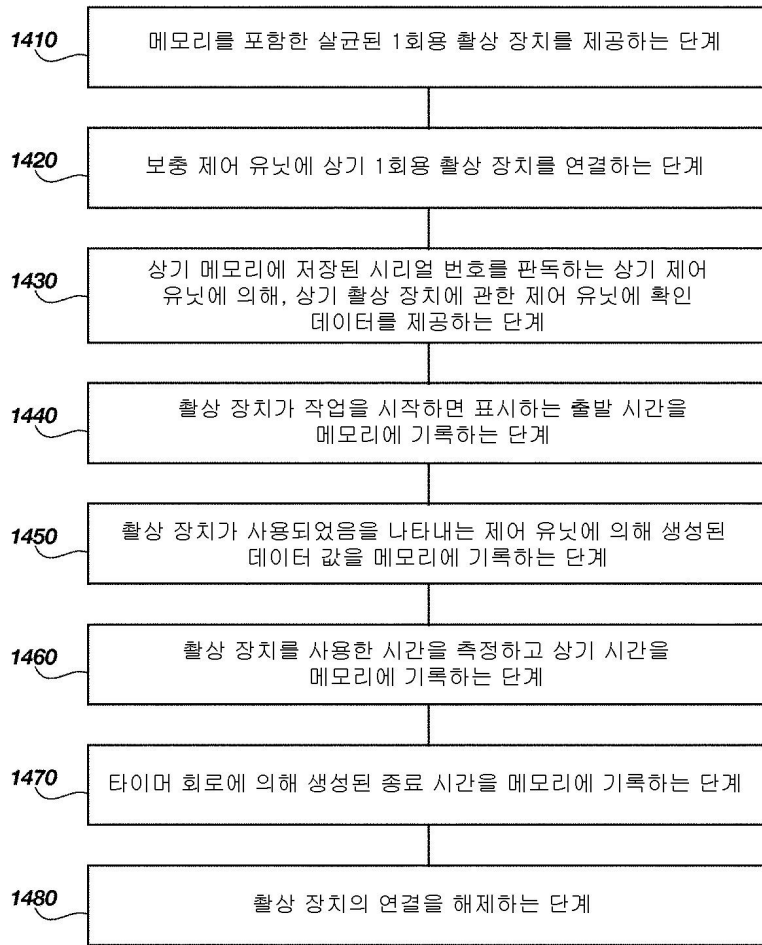 1410
메모리를 포함한 살균된 1회용 촬상 장치를 제공하는 단계
1420
보충 제어 유닛에 상기 1회용 촬상 장치를 연결하는 단계
1430
상기 메모리에 저장된 시리얼 번호를 판독하는 상기 제어
유닛에 의해, 상기 촬상 장치에 관한 제어 유닛에 확인
데이터를 제공하는 단계
1440
촬상 장치가 작업을 시작하면 표시하는 출발 시간을
메모리에 기록하는 단계
1450
촬상 장치가 사용되었음을 나타내는 제어 유닛에 의해 생성된
데이터 값을 메모리에 기록하는 단계
1460
촬상 장치를 사용한 시간을 측정하고 상기 시간을
메모리에 기록하는 단계
1470
타이머 회로에 의해 생성된 종료 시간을 메모리에 기록하는 단계
1480
촬상 장치의 연결을 해제하는 단계